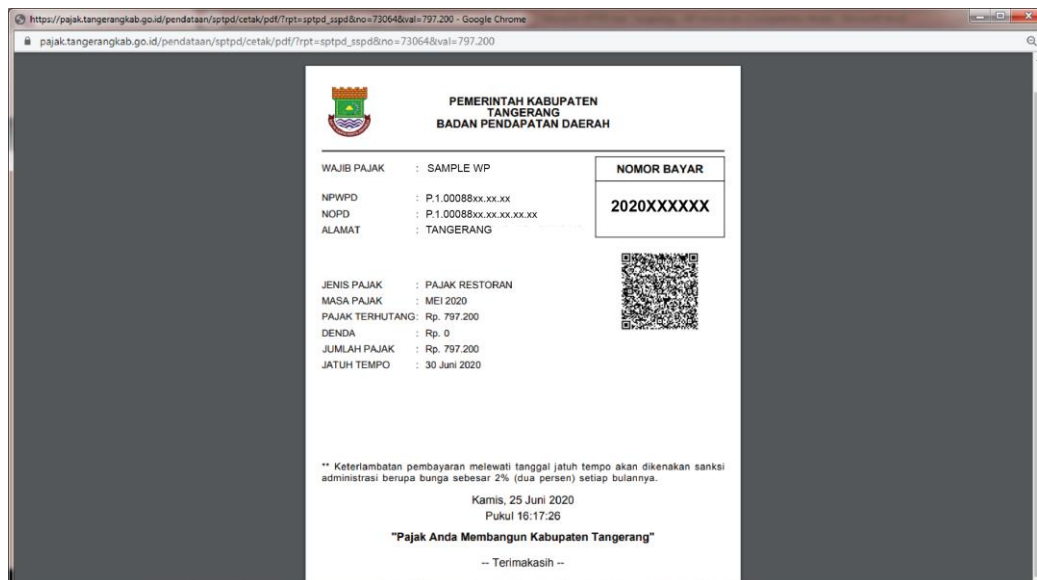 https://pajak.tangerangkab.go.id/pendataan/sptpd/cetak/pdf/?rpt=sptpd_sspd&no=73064&val=797.200 - Google Chrome
pajak.tangerangkab.go.id/pendataan/sptpd/cetak/pdf/?rpt=sptpd_sspd&no=73064&val=797.200
PEMERINTAH KABUPATEN
TANGERANG
BADAN PENDAPATAN DAERAH
WAJIB PAJAK : SAMPLE WP
NOMOR BAYAR
NPWPD : P.1.00088xx.xx.xx
2020XXXXXX
NOPD : P.1.00088xx.xx.xx.xx.xx
ALAMAT : TANGERANG
JENIS PAJAK : PAJAK RESTORAN
MASA PAJAK : MEI 2020
PAJAK TERHUTANG: Rp. 797.200
DENDA : Rp. 0
JUMLAH PAJAK : Rp. 797.200
JATUH TEMPO : 30 Juni 2020
** Keterlambatan pembayaran melewati tanggal jatuh tempo akan dikenakan sanksi
administrasi berupa bunga sebesar 2% (dua persen) setiap bulannya.
Kamis, 25 Juni 2020
Pukul 16:17:26
"Pajak Anda Membangun Kabupaten Tangerang"
-- Terimakasih --